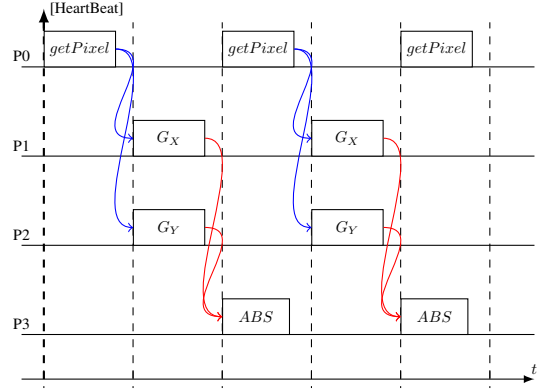 [HeartBeat]
P0 getPixel getPixel getPixel
P1 G_X G_X
P2 G_Y G_Y
P3 ABS ABS
t